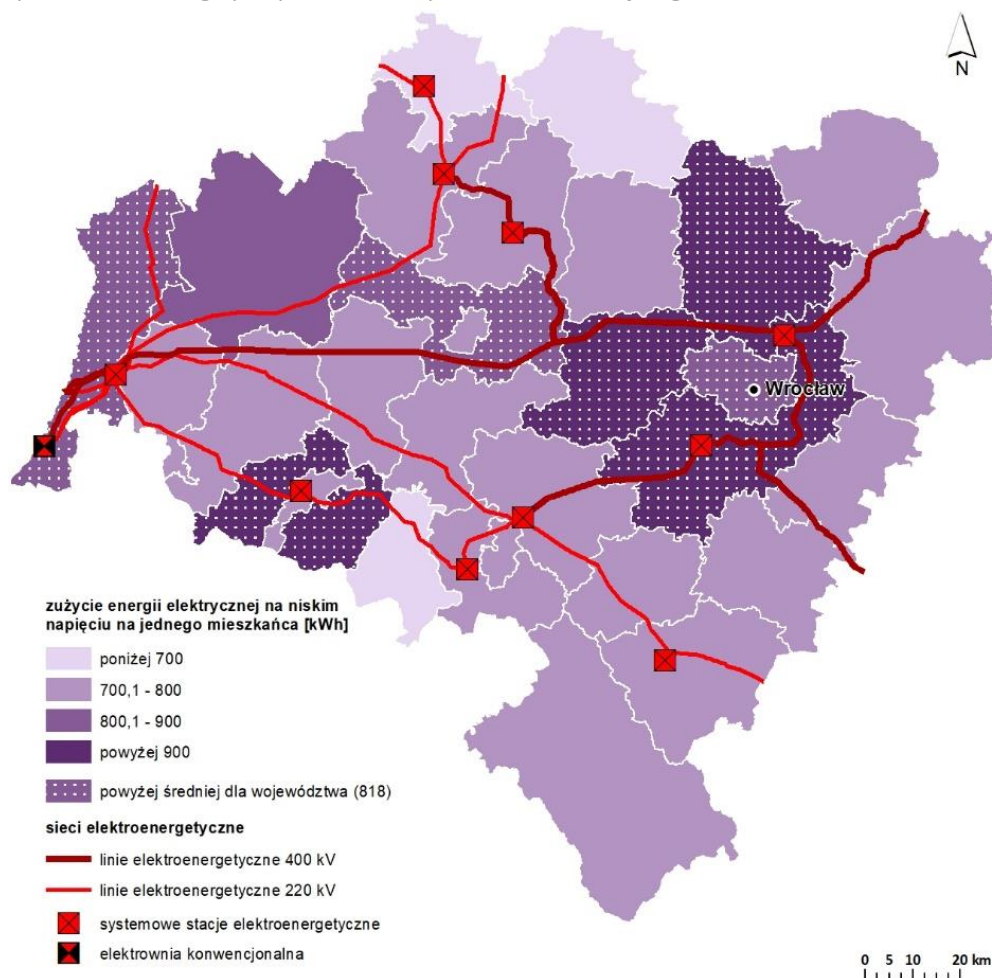 N
Wrocław
zużycie energii elektrycznej na niskim
napięciu na jednego mieszkańca [kWh]
poniżej 700
700,1 - 800
800,1 - 900
powyżej 900
powyżej średniej dla województwa (818)
sieci elektroenergetyczne
linie elektroenergetyczne 400 kV
linie elektroenergetyczne 220 kV
systemowe stacje elektroenergetyczne
elektrownia konwencjonalna
0 5 10 20 km